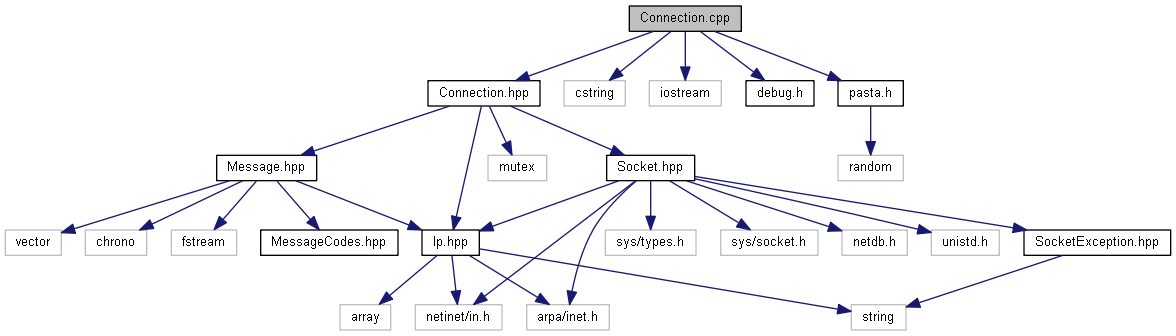 Connection.cpp
Connection.hpp
cstring
iostream
debug.h
pasta.h
Message.hpp
mutex
Socket.hpp
random
vector
chrono
fstream
MessageCodes.hpp
Ip.hpp
sys/types.h
sys/socket.h
netdb.h
unistd.h
SocketException.hpp
array
netinet/in.h
arpa/inet.h
string